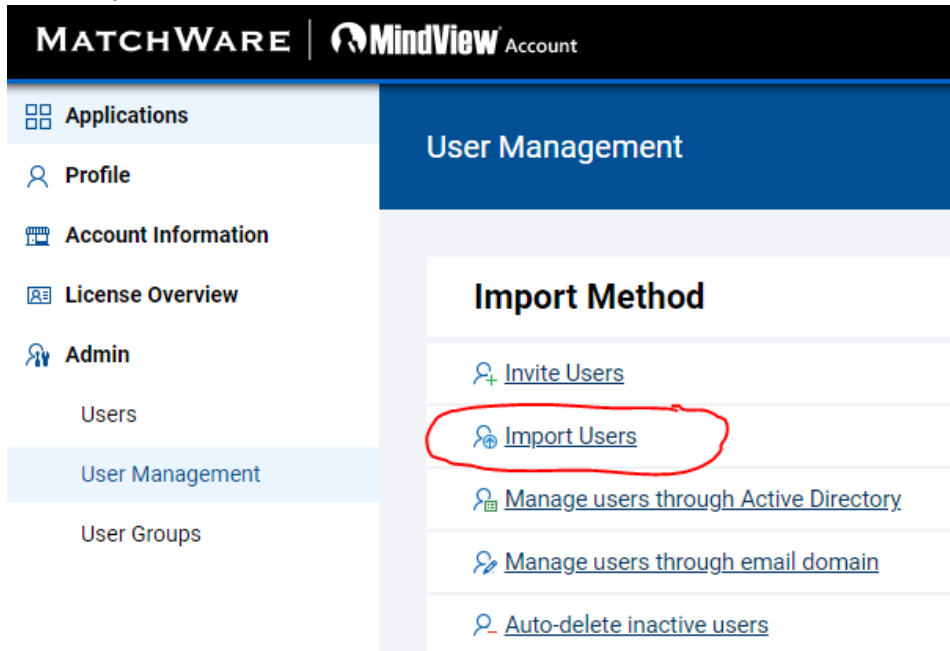 MATCHWARE | MindView Account
Applications
Profile
Account Information
License Overview
Admin
Users
User Management
User Groups
User Management
Import Method
Invite Users
Import Users
Manage users through Active Directory
Manage users through email domain
Auto-delete inactive users